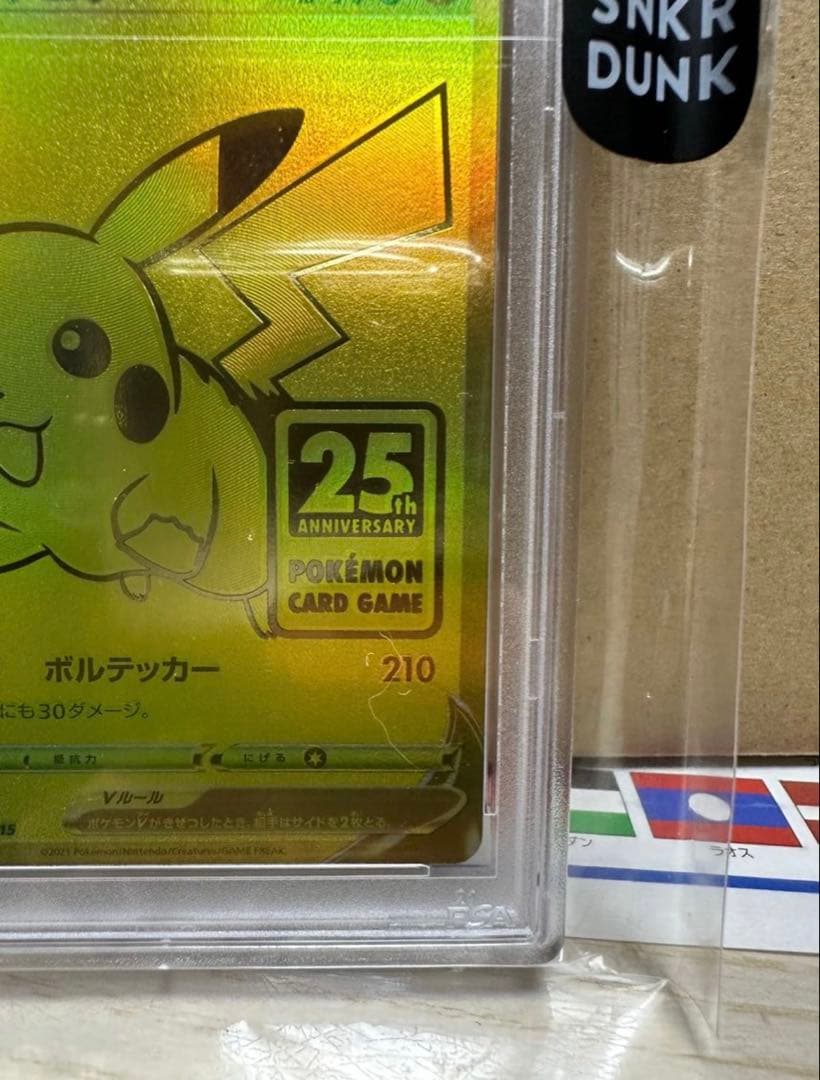 SNKR
DUNK
25th
ANNIVERSARY
POKÉMON
CARD GAME
ボルテッカー 210
にも30ダメージ。
抵抗力 にげる
Vルール
ポケモンVがきぜつしたとき、相手はサイドを2枚とる。
15
©2021 Pokémon/Nintendo/Creatures/GAME FREAK.
PSA
ラオス